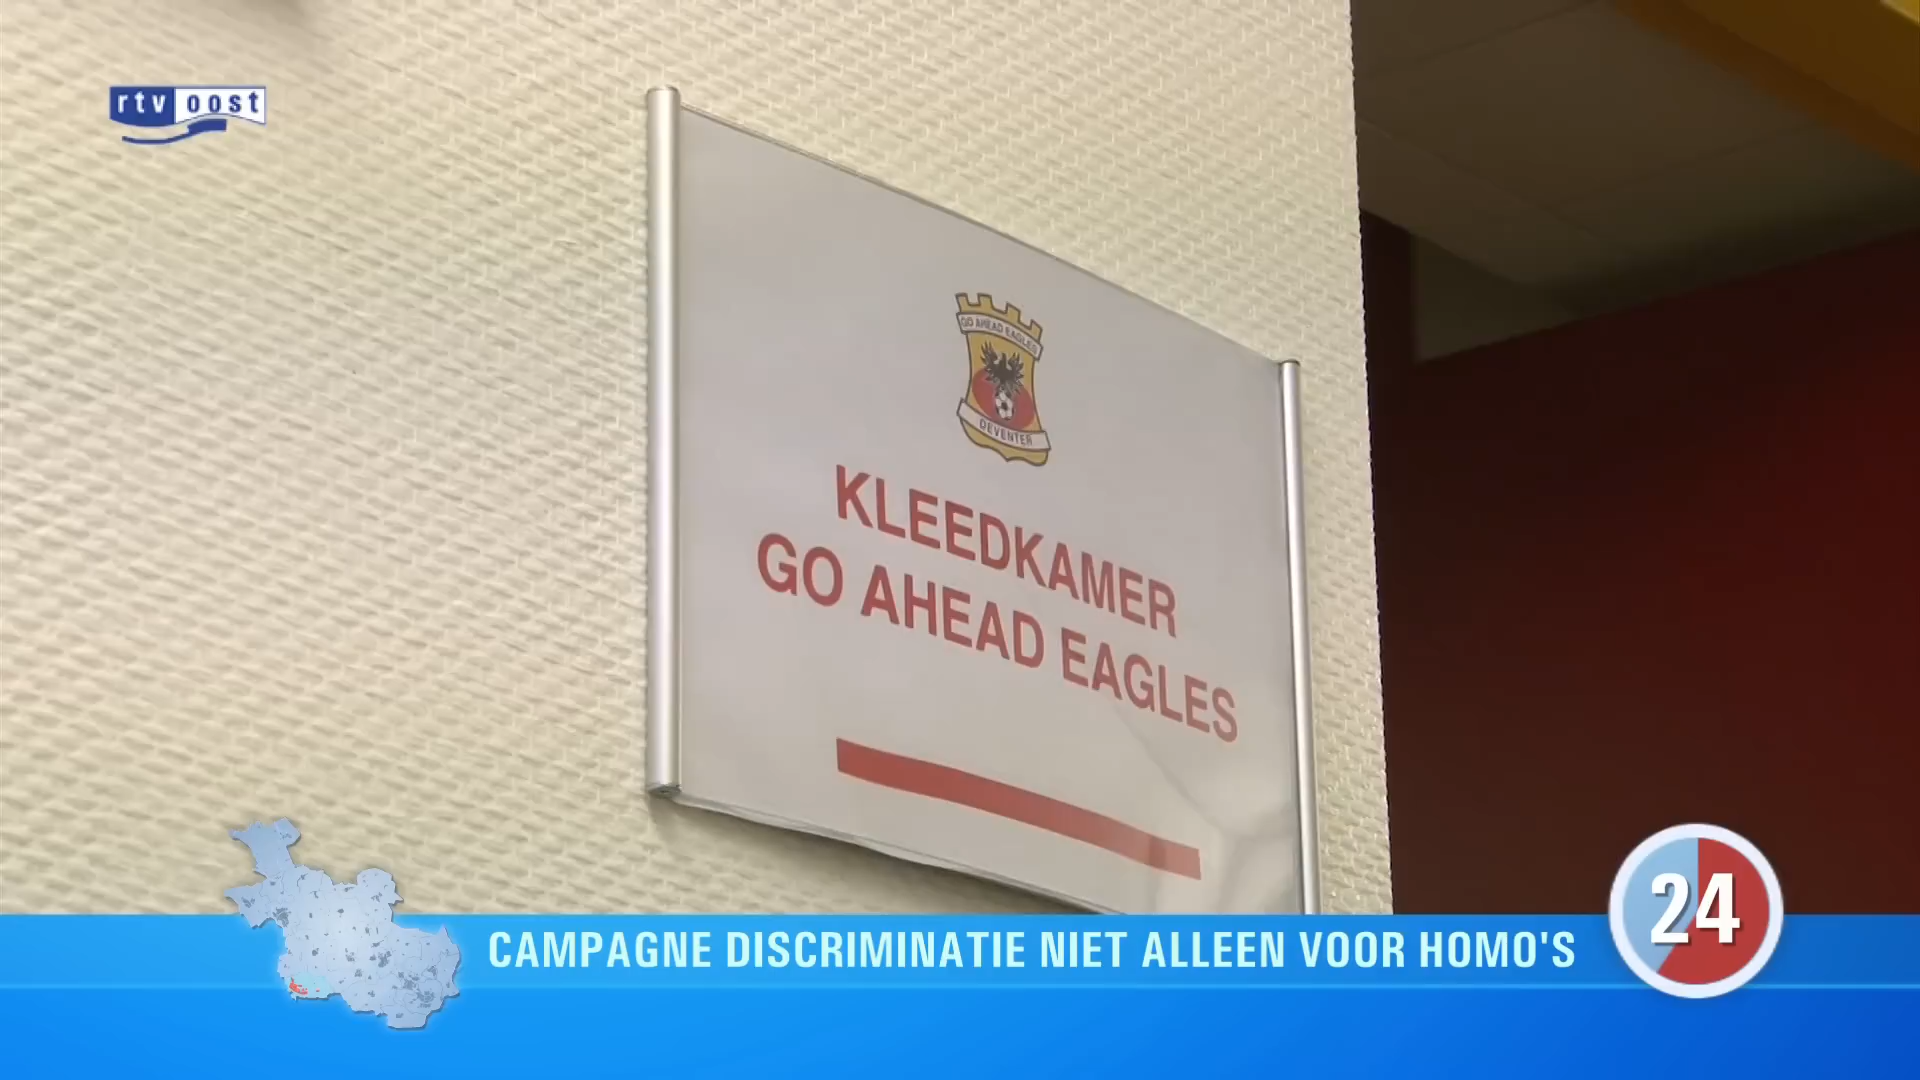 rtv oost
GO AHEAD EAGLES
DEVENTER
KLEEDKAMER
GO AHEAD EAGLES
CAMPAGNE DISCRIMINATIE NIET ALLEEN VOOR HOMO'S
24